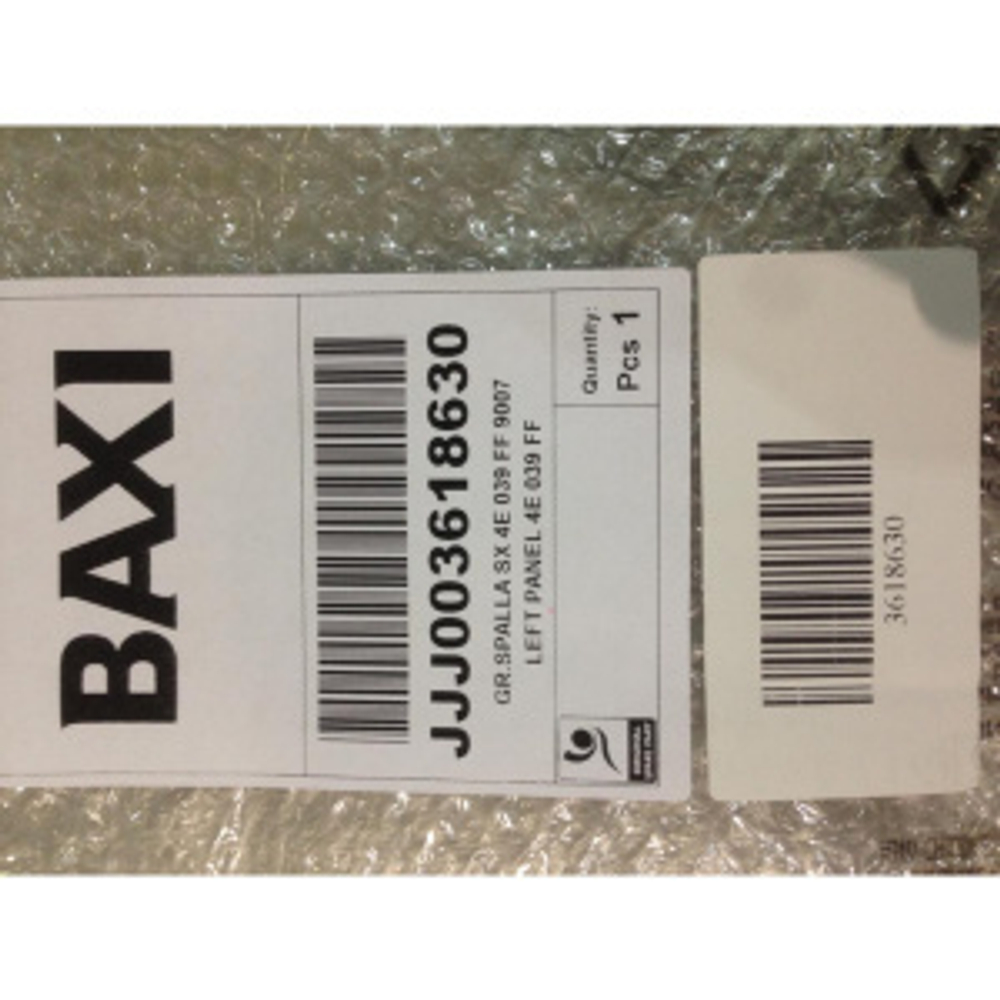 BAXI
JJJ003618630
GR.SPALLA SX 4E 039 FF 9007
LEFT PANEL 4E 039 FF
Quantity:
Pcs 1
3618630